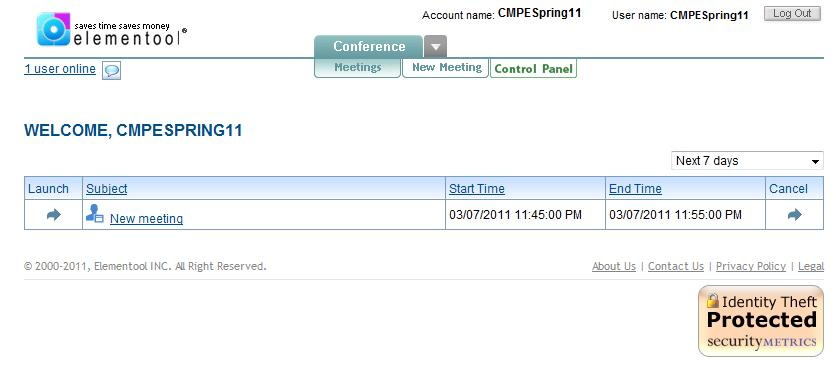 saves time saves money
elementool®
Account name: CMPESpring11 User name: CMPESpring11 Log Out
Conference
1 user online Meetings New Meeting Control Panel
WELCOME, CMPESPRING11
Next 7 days
Launch Subject Start Time End Time Cancel
New meeting 03/07/2011 11:45:00 PM 03/07/2011 11:55:00 PM
© 2000-2011, Elementool INC. All Right Reserved. About Us | Contact Us | Privacy Policy | Legal
Identity Theft
Protected
securityMETRICS